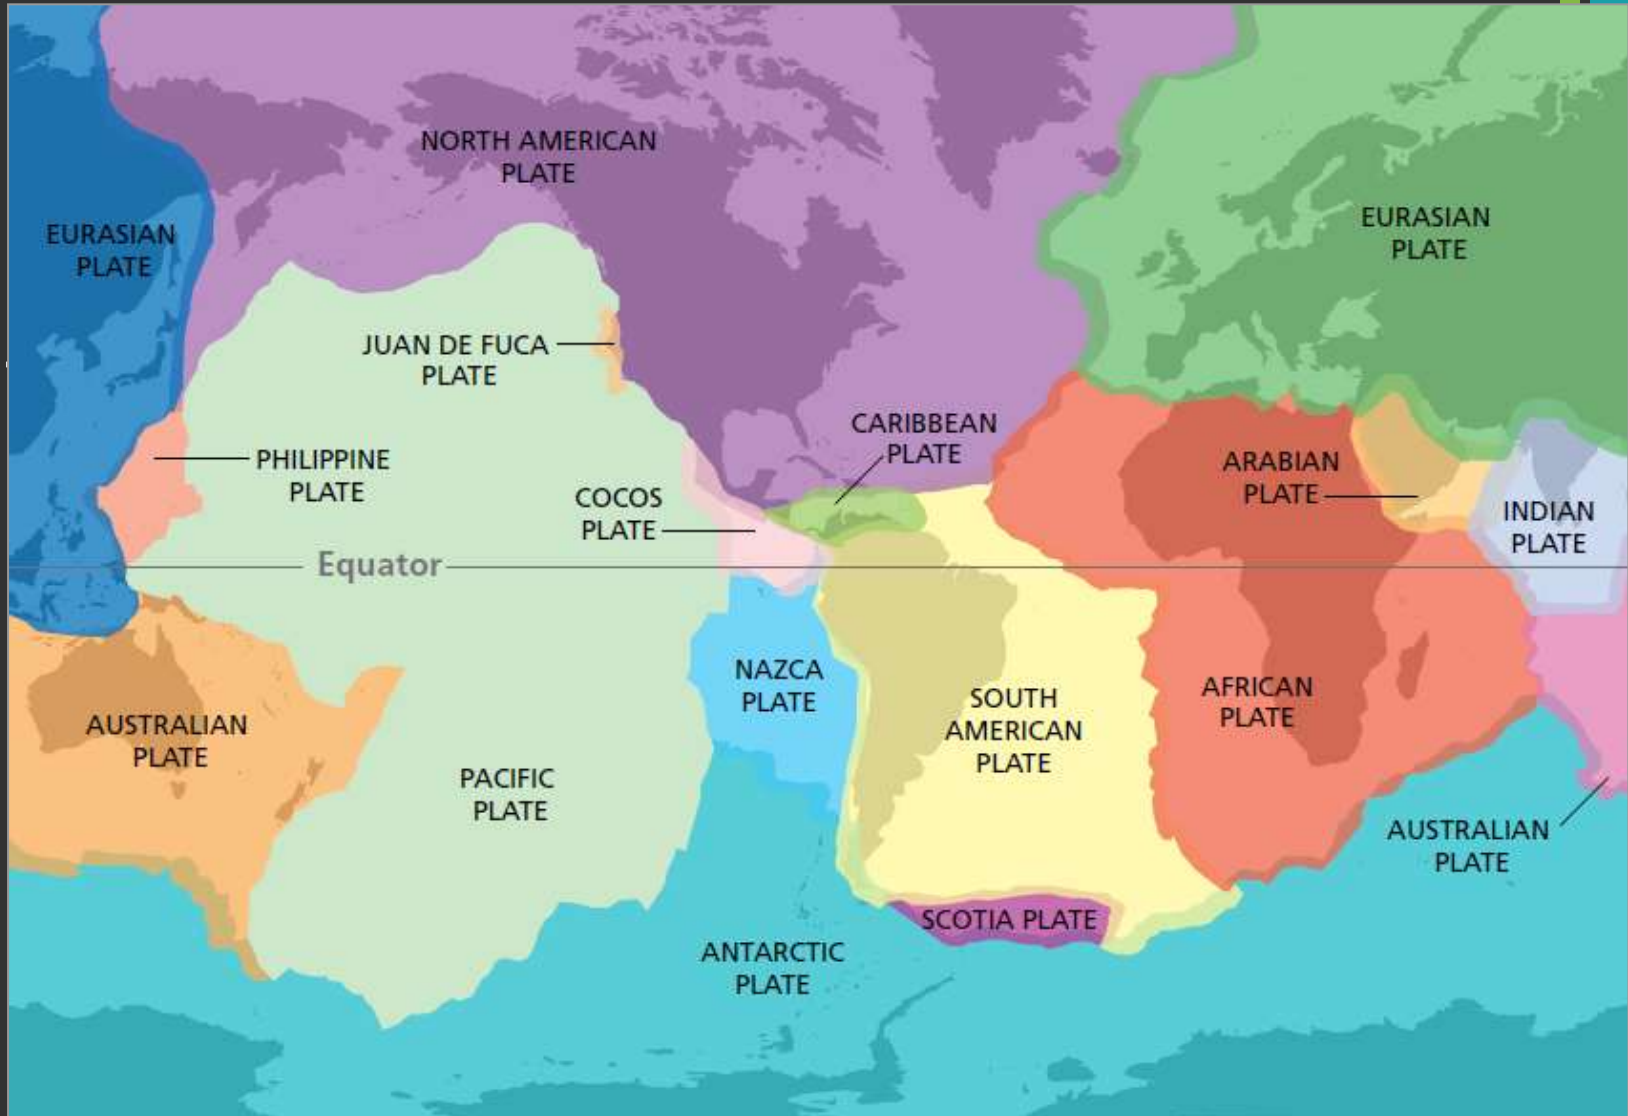 NORTH AMERICAN
PLATE
EURASIAN
PLATE
EURASIAN
PLATE
JUAN DE FUCA
PLATE
CARIBBEAN
PLATE
PHILIPPINE
PLATE
COCOS
PLATE
ARABIAN
PLATE
INDIAN
PLATE
Equator
NAZCA
PLATE
SOUTH
AMERICAN
PLATE
AFRICAN
PLATE
AUSTRALIAN
PLATE
PACIFIC
PLATE
AUSTRALIAN
PLATE
SCOTIA PLATE
ANTARCTIC
PLATE